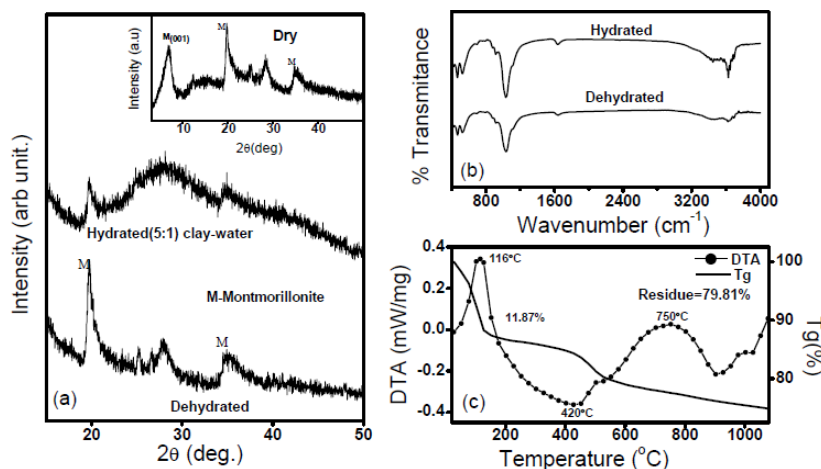 M(001)
M
Dry
M
Intensity (a.u)
10 20 30 40
2θ(deg)
Hydrated(5:1) clay-water
M
M-Montmorillonite
M
(a)
Dehydrated
Intensity (arb unit.)
20 30 40 50
2θ (deg.)
Hydrated
Dehydrated
(b)
% Transmitance
800 1600 2400 3200 4000
Wavenumber (cm-1)
0.4
0.2
0.0
-0.2
-0.4
DTA (mW/mg)
116°C
DTA
Tg
Residue=79.81%
11.87%
750°C
420°C
(c)
100
90
80
75
Tg(%)
0 200 400 600 800 1000
Temperature (°C)